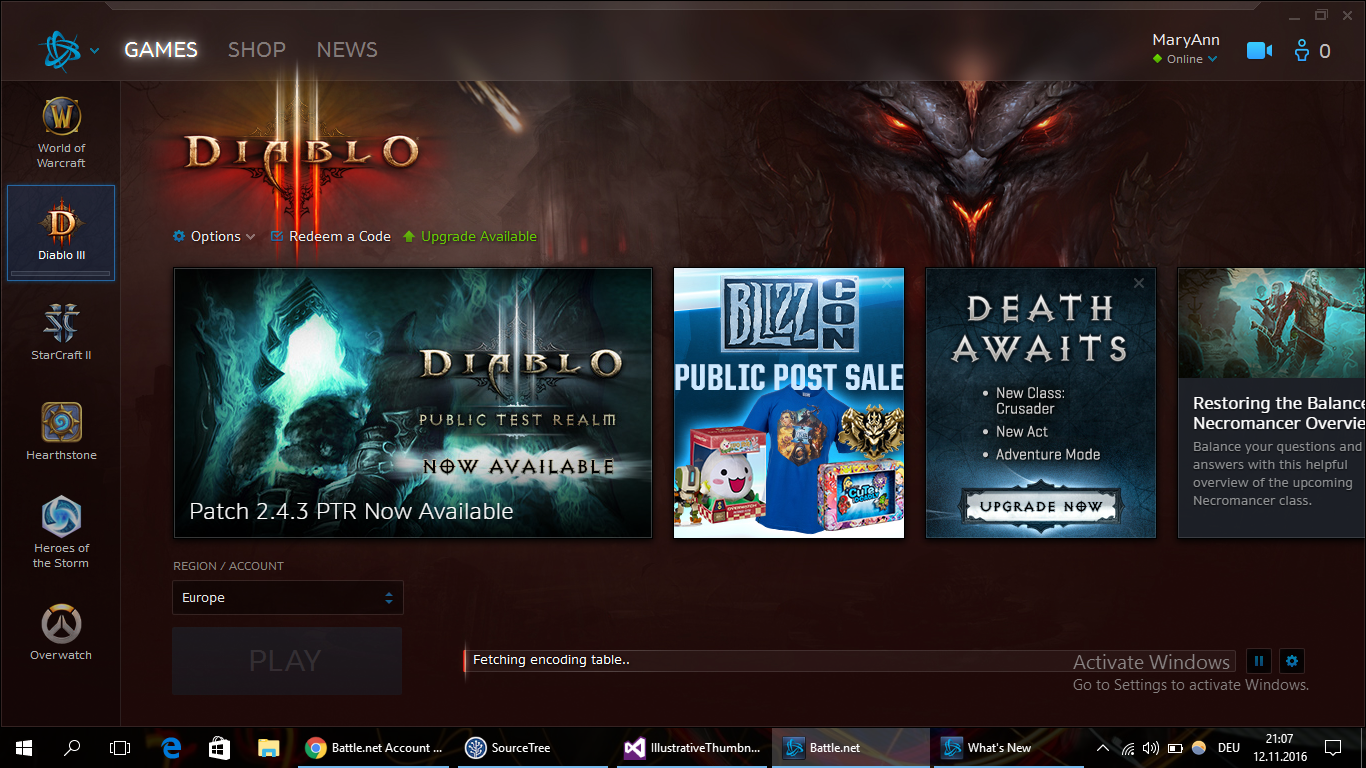 GAMES SHOP NEWS
MaryAnn
Online
0
World of
Warcraft
Diablo III
StarCraft II
Hearthstone
Heroes of
the Storm
Overwatch
DIABLO
Options Redeem a Code Upgrade Available
DIABLO
PUBLIC TEST REALM
NOW AVAILABLE
Patch 2.4.3 PTR Now Available
BLIZZ
CON
PUBLIC POST SALE
CUTE
DEATH
AWAITS
• New Class:
Crusader
• New Act
• Adventure Mode
UPGRADE NOW
Restoring the Balance
Necromancer Overvie
Balance your questions and
answers with this helpful
overview of the upcoming
Necromancer class.
REGION / ACCOUNT
Europe
PLAY
Fetching encoding table..
Activate Windows
Go to Settings to activate Windows.
Battle.net Account ...
SourceTree
IllustrativeThumbn...
Battle.net
What's New
DEU
21:07
12.11.2016